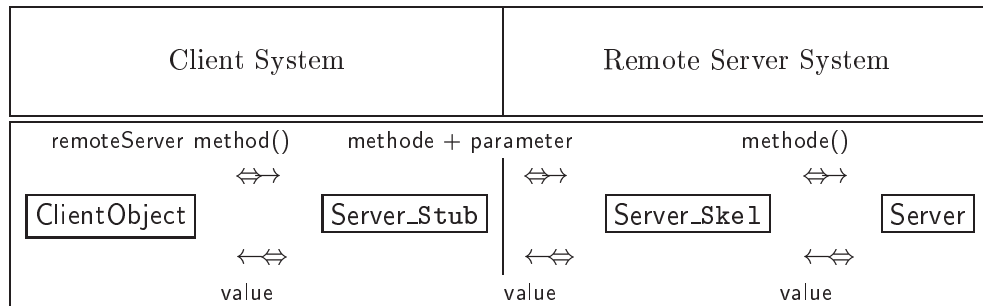 Client System Remote Server System
remoteServer method() methode + parameter methode()
ClientObject Server_Stub Server_Skel Server
value value value